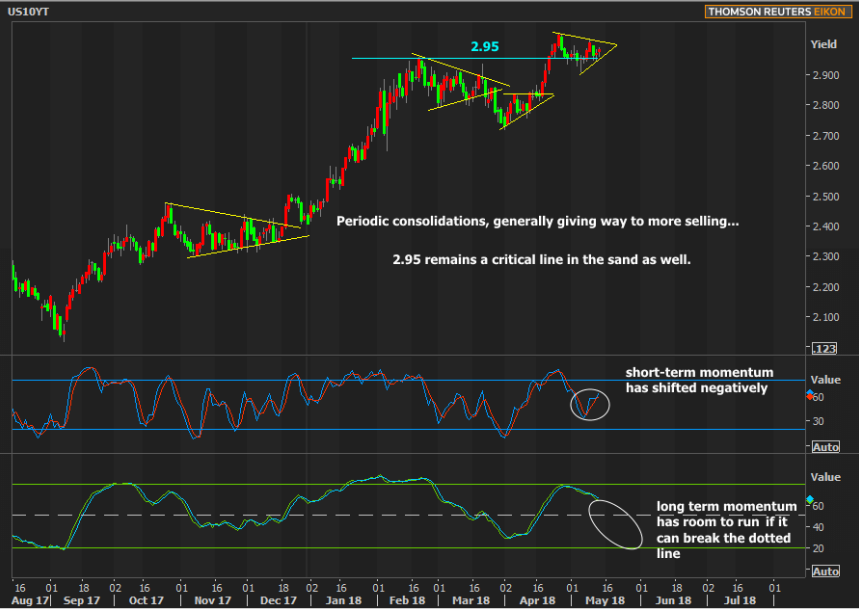 US10YT
THOMSON REUTERS EIKON
2.95
Yield
2.900
2.800
2.700
2.600
2.500
2.400
2.300
2.200
2.100
.123
Periodic consolidations, generally giving way to more selling...
2.95 remains a critical line in the sand as well.
short-term momentum
has shifted negatively
Value
60
30
Auto
long term momentum
has room to run if it
can break the dotted
line
Value
60
40
20
Auto
16 01 18 02 16 01 16 01 18 02 16 01 16 01 16 02 16 01 16 01 18 02 16 01
Aug 17 Sep 17 Oct 17 Nov 17 Dec 17 Jan 18 Feb 18 Mar 18 Apr 18 May 18 Jun 18 Jul 18